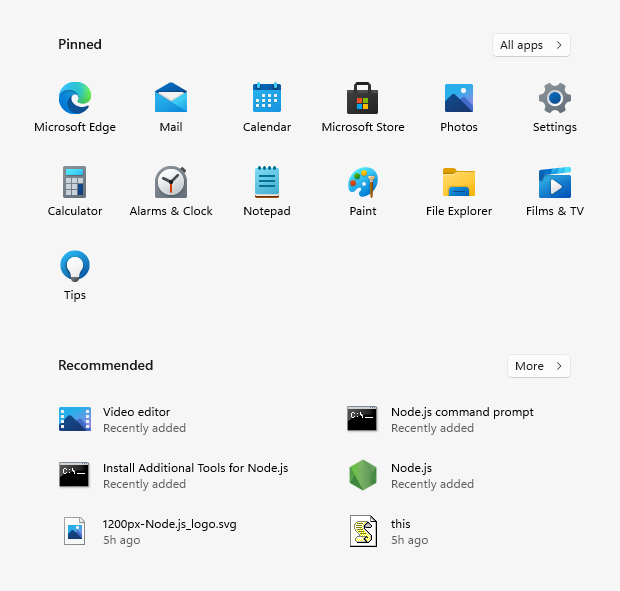 Pinned
All apps
Microsoft Edge
Mail
Calendar
Microsoft Store
Photos
Settings
Calculator
Alarms & Clock
Notepad
Paint
File Explorer
Films & TV
Tips
Recommended
More
Video editor
Recently added
Node.js command prompt
Recently added
Install Additional Tools for Node.js
Recently added
Node.js
Recently added
1200px-Node.js_logo.svg
5h ago
this
5h ago